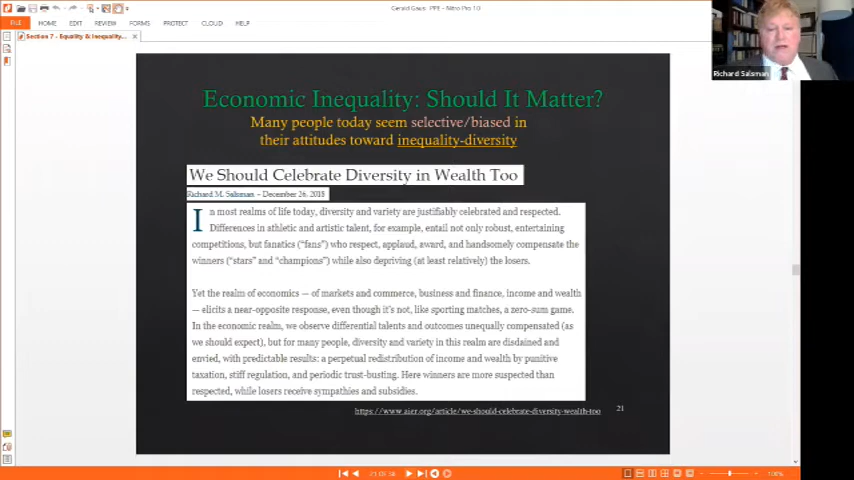 Gerald Gaus: PPE - Nitro Pro 10
FILE HOME EDIT REVIEW FORMS PROTECT CLOUD HELP
Section 7 - Equality & Inequality...
Richard Salsman
Economic Inequality: Should It Matter?
Many people today seem selective/biased in
their attitudes toward inequality-diversity
We Should Celebrate Diversity in Wealth Too
Richard M. Salsman – December 26, 2018
In most realms of life today, diversity and variety are justifiably celebrated and respected.
Differences in athletic and artistic talent, for example, entail not only robust, entertaining
competitions, but fanatics (“fans”) who respect, applaud, award, and handsomely compensate the
winners (“stars” and “champions”) while also depriving (at least relatively) the losers.
Yet the realm of economics — of markets and commerce, business and finance, income and wealth
— elicits a near-opposite response, even though it's not, like sporting matches, a zero-sum game.
In the economic realm, we observe differential talents and outcomes unequally compensated (as
we should expect), but for many people, diversity and variety in this realm are disdained and
envied, with predictable results: a perpetual redistribution of income and wealth by punitive
taxation, stiff regulation, and periodic trust-busting. Here winners are more suspected than
respected, while losers receive sympathies and subsidies.
https://www.aier.org/article/we-should-celebrate-diversity-wealth-too
21